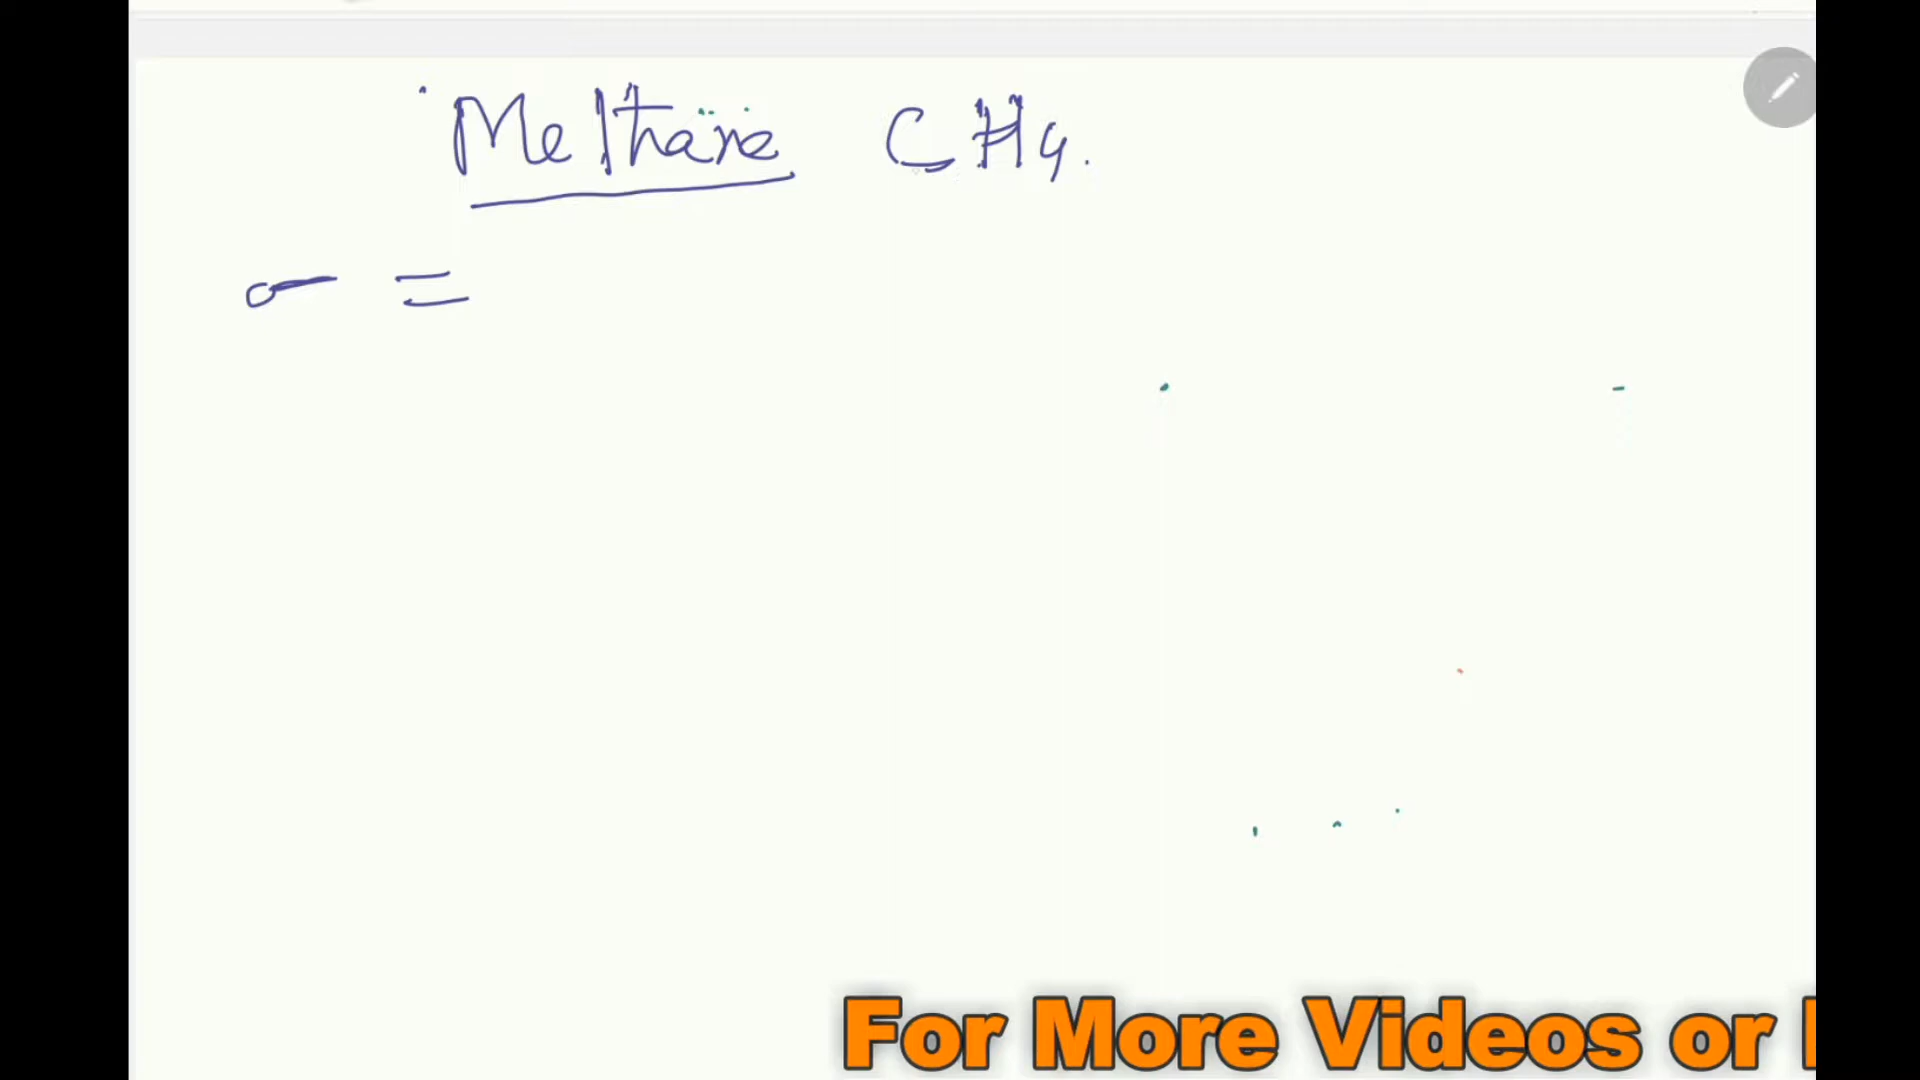 Methane CH4.
σ =
For More Videos or